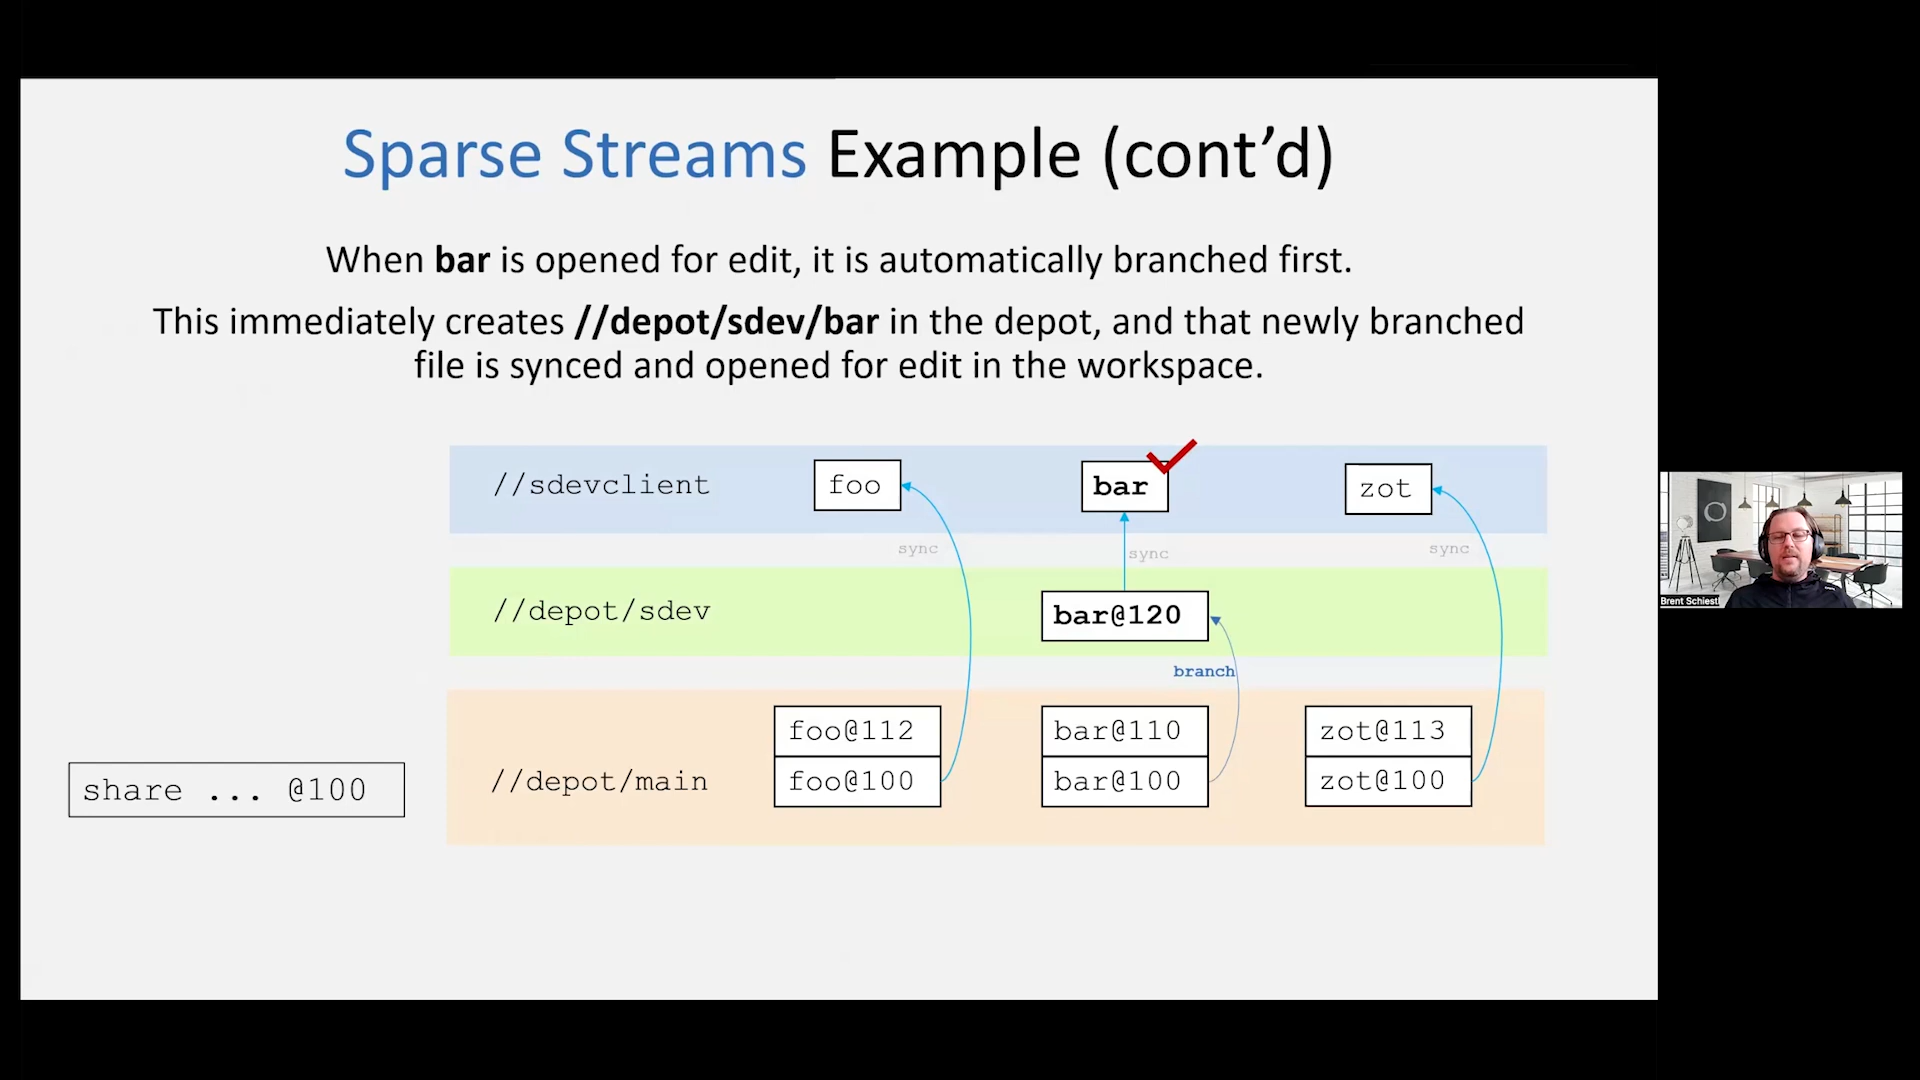 Sparse Streams Example (cont’d)
When bar is opened for edit, it is automatically branched first.
This immediately creates //depot/sdev/bar in the depot, and that newly branched
file is synced and opened for edit in the workspace.
//sdevclient
foo
bar
zot
sync
sync
sync
//depot/sdev
bar@120
branch
foo@112
bar@110
zot@113
share ... @100
//depot/main
foo@100
bar@100
zot@100
Brent Schiestl